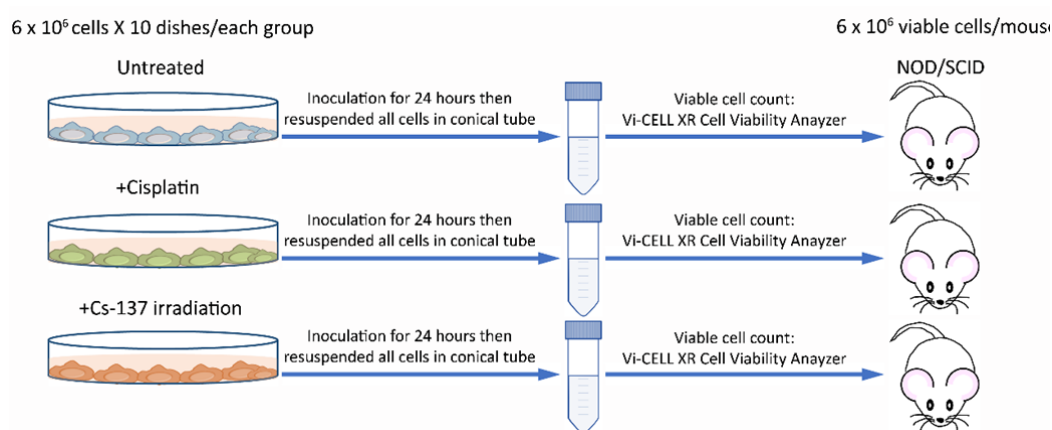 6 x 10⁶ cells X 10 dishes/each group
6 x 10⁶ viable cells/mouse
Untreated
NOD/SCID
Inoculation for 24 hours then
resuspended all cells in conical tube
Viable cell count:
Vi-CELL XR Cell Viability Anayzer
+Cisplatin
Inoculation for 24 hours then
resuspended all cells in conical tube
Viable cell count:
Vi-CELL XR Cell Viability Anayzer
+Cs-137 irradiation
Inoculation for 24 hours then
resuspended all cells in conical tube
Viable cell count:
Vi-CELL XR Cell Viability Anayzer